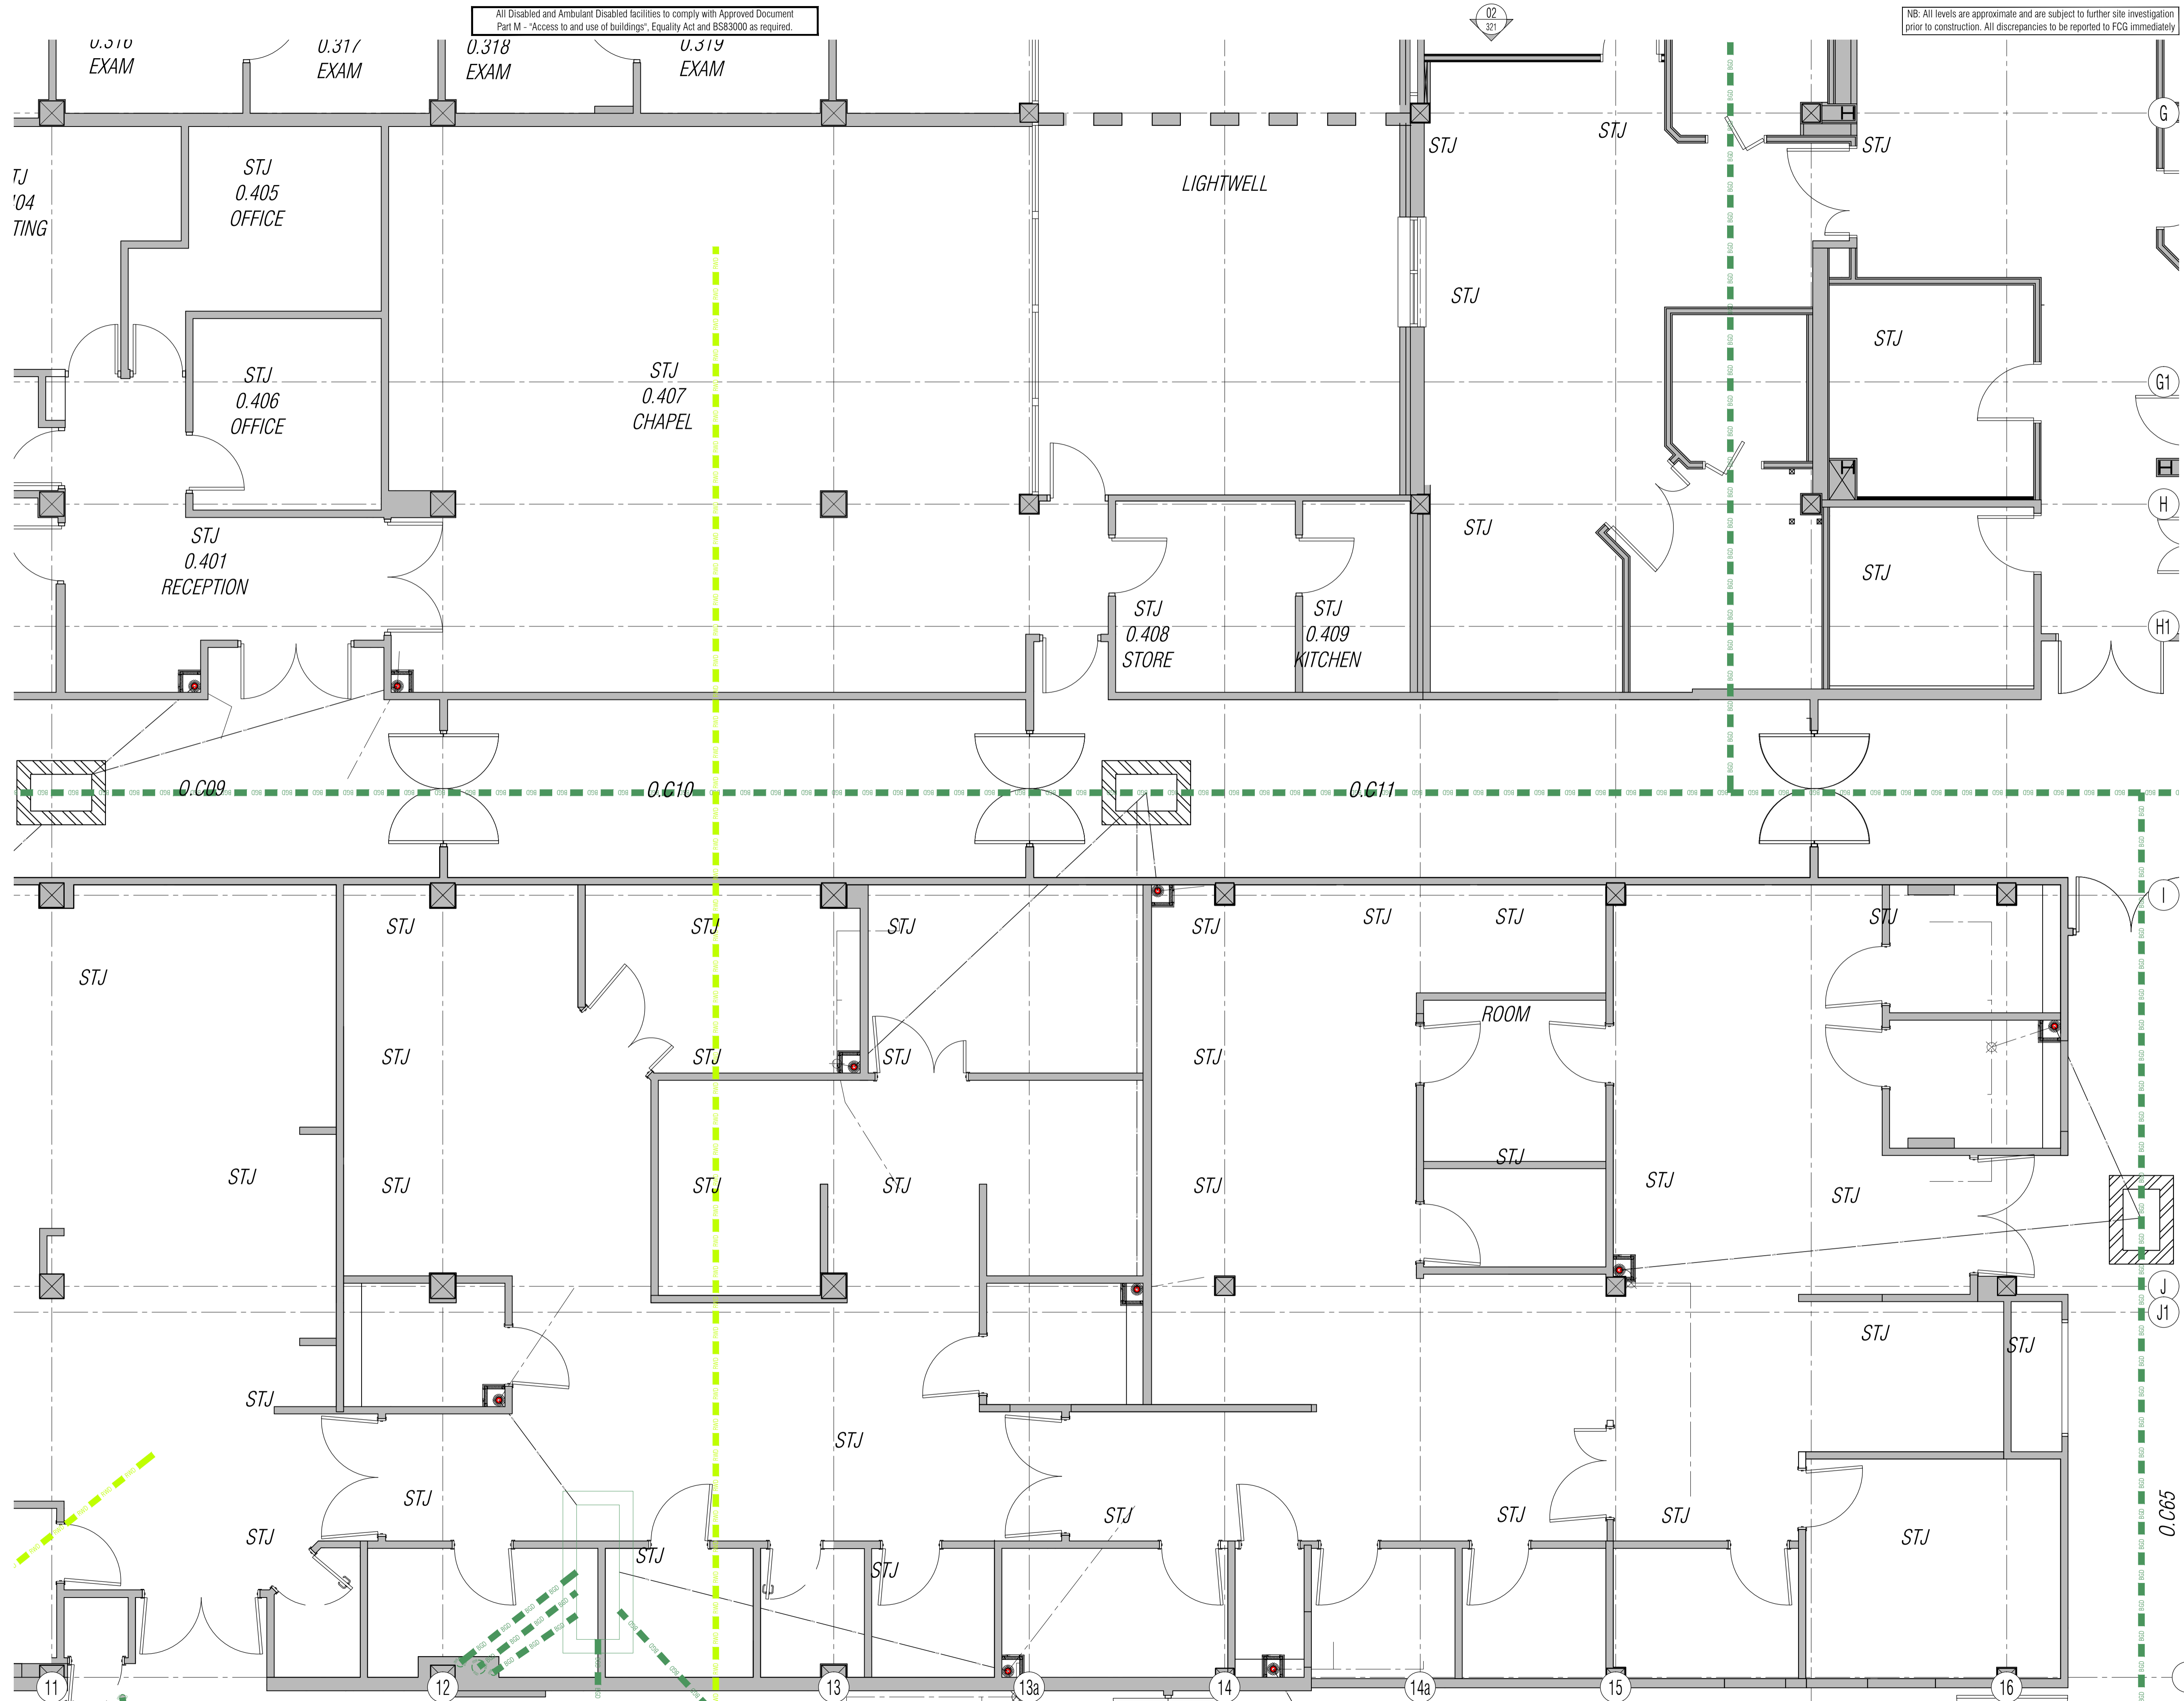 All Disabled and Ambulant Disabled facilities to comply with Approved Document
Part M - "Access to and use of buildings", Equality Act and BS83000 as required.
02
321
NB: All levels are approximate and are subject to further site investigation
prior to construction. All discrepancies to be reported to FCG immediately
0.316
EXAM
0.317
EXAM
0.318
EXAM
0.319
EXAM
G
STJ
STJ
STJ
TJ
04
TING
STJ
0.405
OFFICE
LIGHTWELL
STJ
STJ
G1
STJ
0.406
OFFICE
STJ
0.407
CHAPEL
H
STJ
STJ
0.401
RECEPTION
STJ
H1
STJ
0.408
STORE
STJ
0.409
KITCHEN
0.C09
0.C10
0.C11
I
STJ
STJ
STJ
STJ
STJ
STJ
STJ
STJ
ROOM
STJ
STJ
STJ
STJ
STJ
STJ
STJ
STJ
STJ
STJ
STJ
STJ
STJ
J
J1
STJ
STJ
STJ
STJ
STJ
STJ
STJ
STJ
STJ
STJ
STJ
STJ
0.C65
BGD
11
12
13
13a
14
14a
15
16